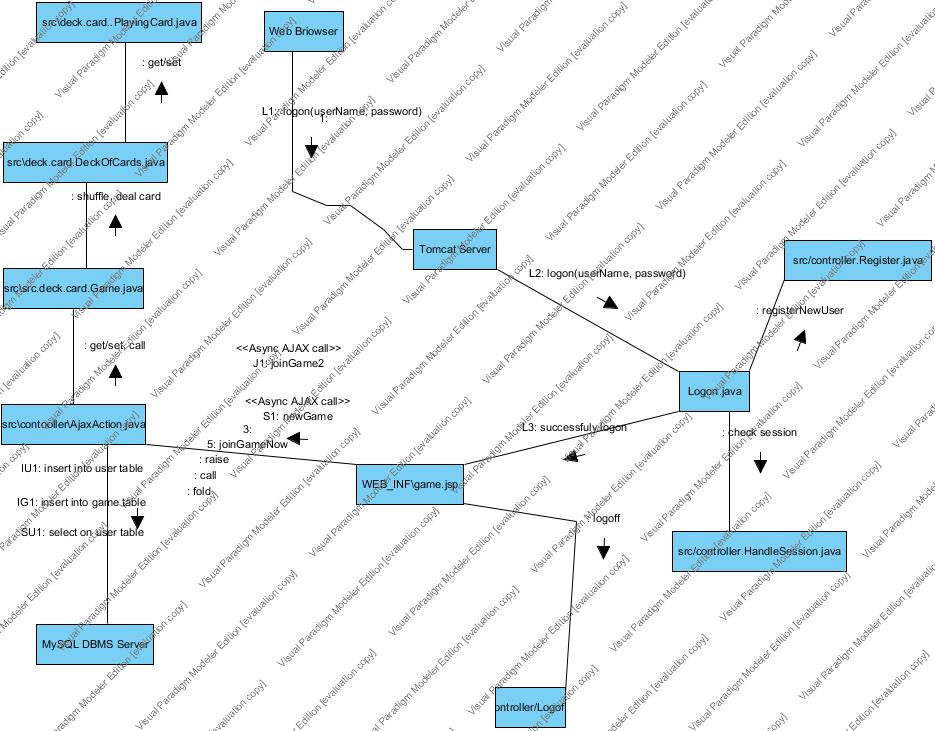 src\deck.card..PlayingCard.java
Web Browser
: get/set
L1: logon(userName, password)
1:
src\deck.card.DeckOfCards.java
: shuffle, deal card
Tomcat Server
src/controller.Register.java
L2: logon(userName, password)
src\src.deck.card.Game.java
: registerNewUser
: get/set, call
<<Async AJAX call>>
J1: joinGame2
Logon.java
<<Async AJAX call>>
S1: newGame
src\controller\AjaxAction.java
3:
5: joinGameNow
L3: successfuly logon
: check session
: raise
: call
: fold
IU1: insert into user table
WEB_INF\game.jsp
IG1: insert into game table
: logoff
SU1: select on user table
src/controller.HandleSession.java
MySQL DBMS Server
ontroller/Logof
Visual Paradigm Modeler Edition [evaluation copy]